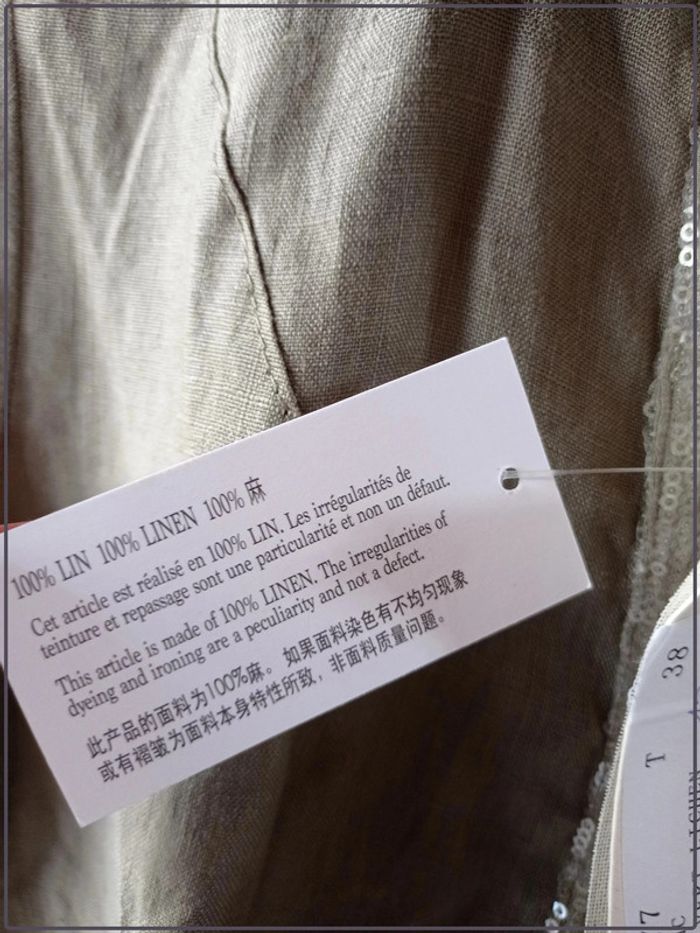 100% LIN 100% LINEN 100% 麻
Cet article est réalisé en 100% LIN. Les irrégularités de
teinture et repassage sont une particularité et non un défaut.
This article is made of 100% LINEN. The irregularities of
dyeing and ironing are a peculiarity and not a defect.
此产品的面料为100%麻。如果面料染色有不均匀现象
或有褶皱为面料本身特性所致，非面料质量问题。
T 38